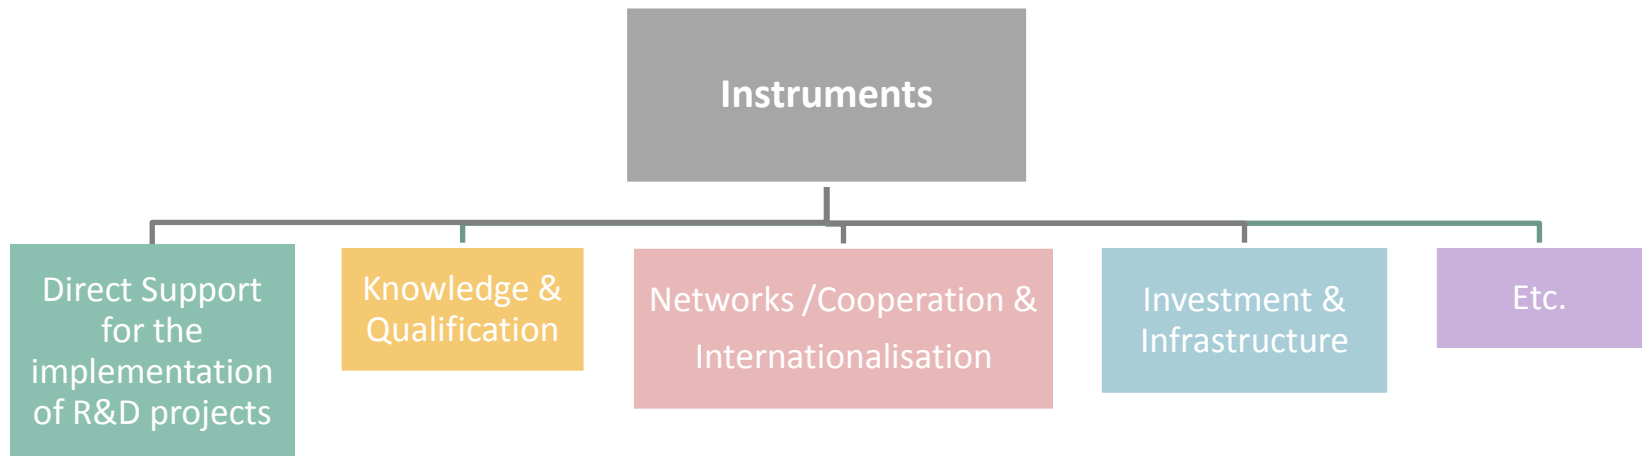 Instruments
Direct Support
for the
implementation
of R&D projects
Knowledge &
Qualification
Networks /Cooperation &
Internationalisation
Investment &
Infrastructure
Etc.